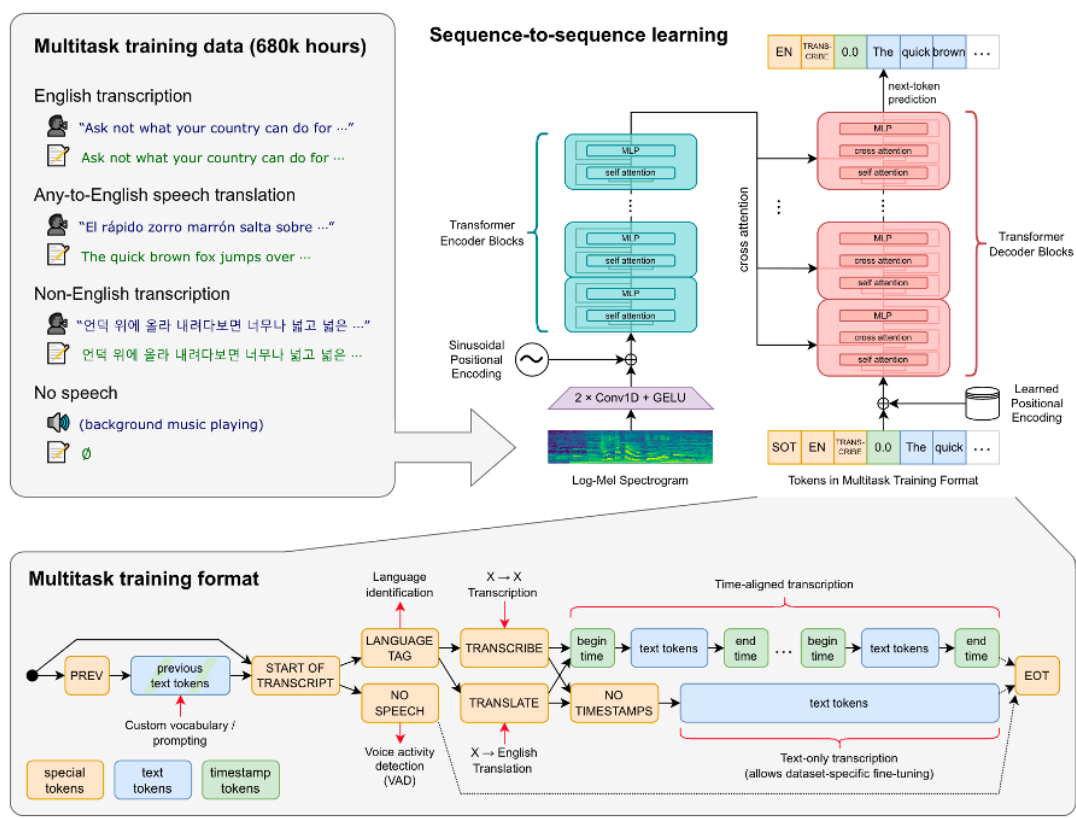 Multitask training data (680k hours)
English transcription
“Ask not what your country can do for ⋯”
Ask not what your country can do for ⋯
Any-to-English speech translation
“El rápido zorro marrón salta sobre ⋯”
The quick brown fox jumps over ⋯
Non-English transcription
“언덕 위에 올라 내려다보면 너무나 넓고 넓은 ⋯”
언덕 위에 올라 내려다보면 너무나 넓고 넓은 ⋯
No speech
(background music playing)
∅
Sequence-to-sequence learning
EN
TRANS-
CRIBE
0.0
The
quick
brown
⋯
next-token
prediction
MLP
self attention
⋮
MLP
self attention
MLP
self attention
Transformer
Encoder Blocks
cross attention
⋮
MLP
cross attention
self attention
⋮
MLP
cross attention
self attention
MLP
cross attention
self attention
Transformer
Decoder Blocks
Sinusoidal
Positional
Encoding
2 × Conv1D + GELU
Log-Mel Spectrogram
Learned
Positional
Encoding
SOT
EN
TRANS-
CRIBE
0.0
The
quick
⋯
Tokens in Multitask Training Format
Multitask training format
PREV
previous
text tokens
Custom vocabulary /
prompting
START OF
TRANSCRIPT
Language
identification
LANGUAGE
TAG
NO
SPEECH
Voice activity
detection
(VAD)
X → X
Transcription
TRANSCRIBE
TRANSLATE
X → English
Translation
Time-aligned transcription
begin
time
text tokens
end
time
⋯
begin
time
text tokens
end
time
NO
TIMESTAMPS
text tokens
Text-only transcription
(allows dataset-specific fine-tuning)
EOT
special
tokens
text
tokens
timestamp
tokens